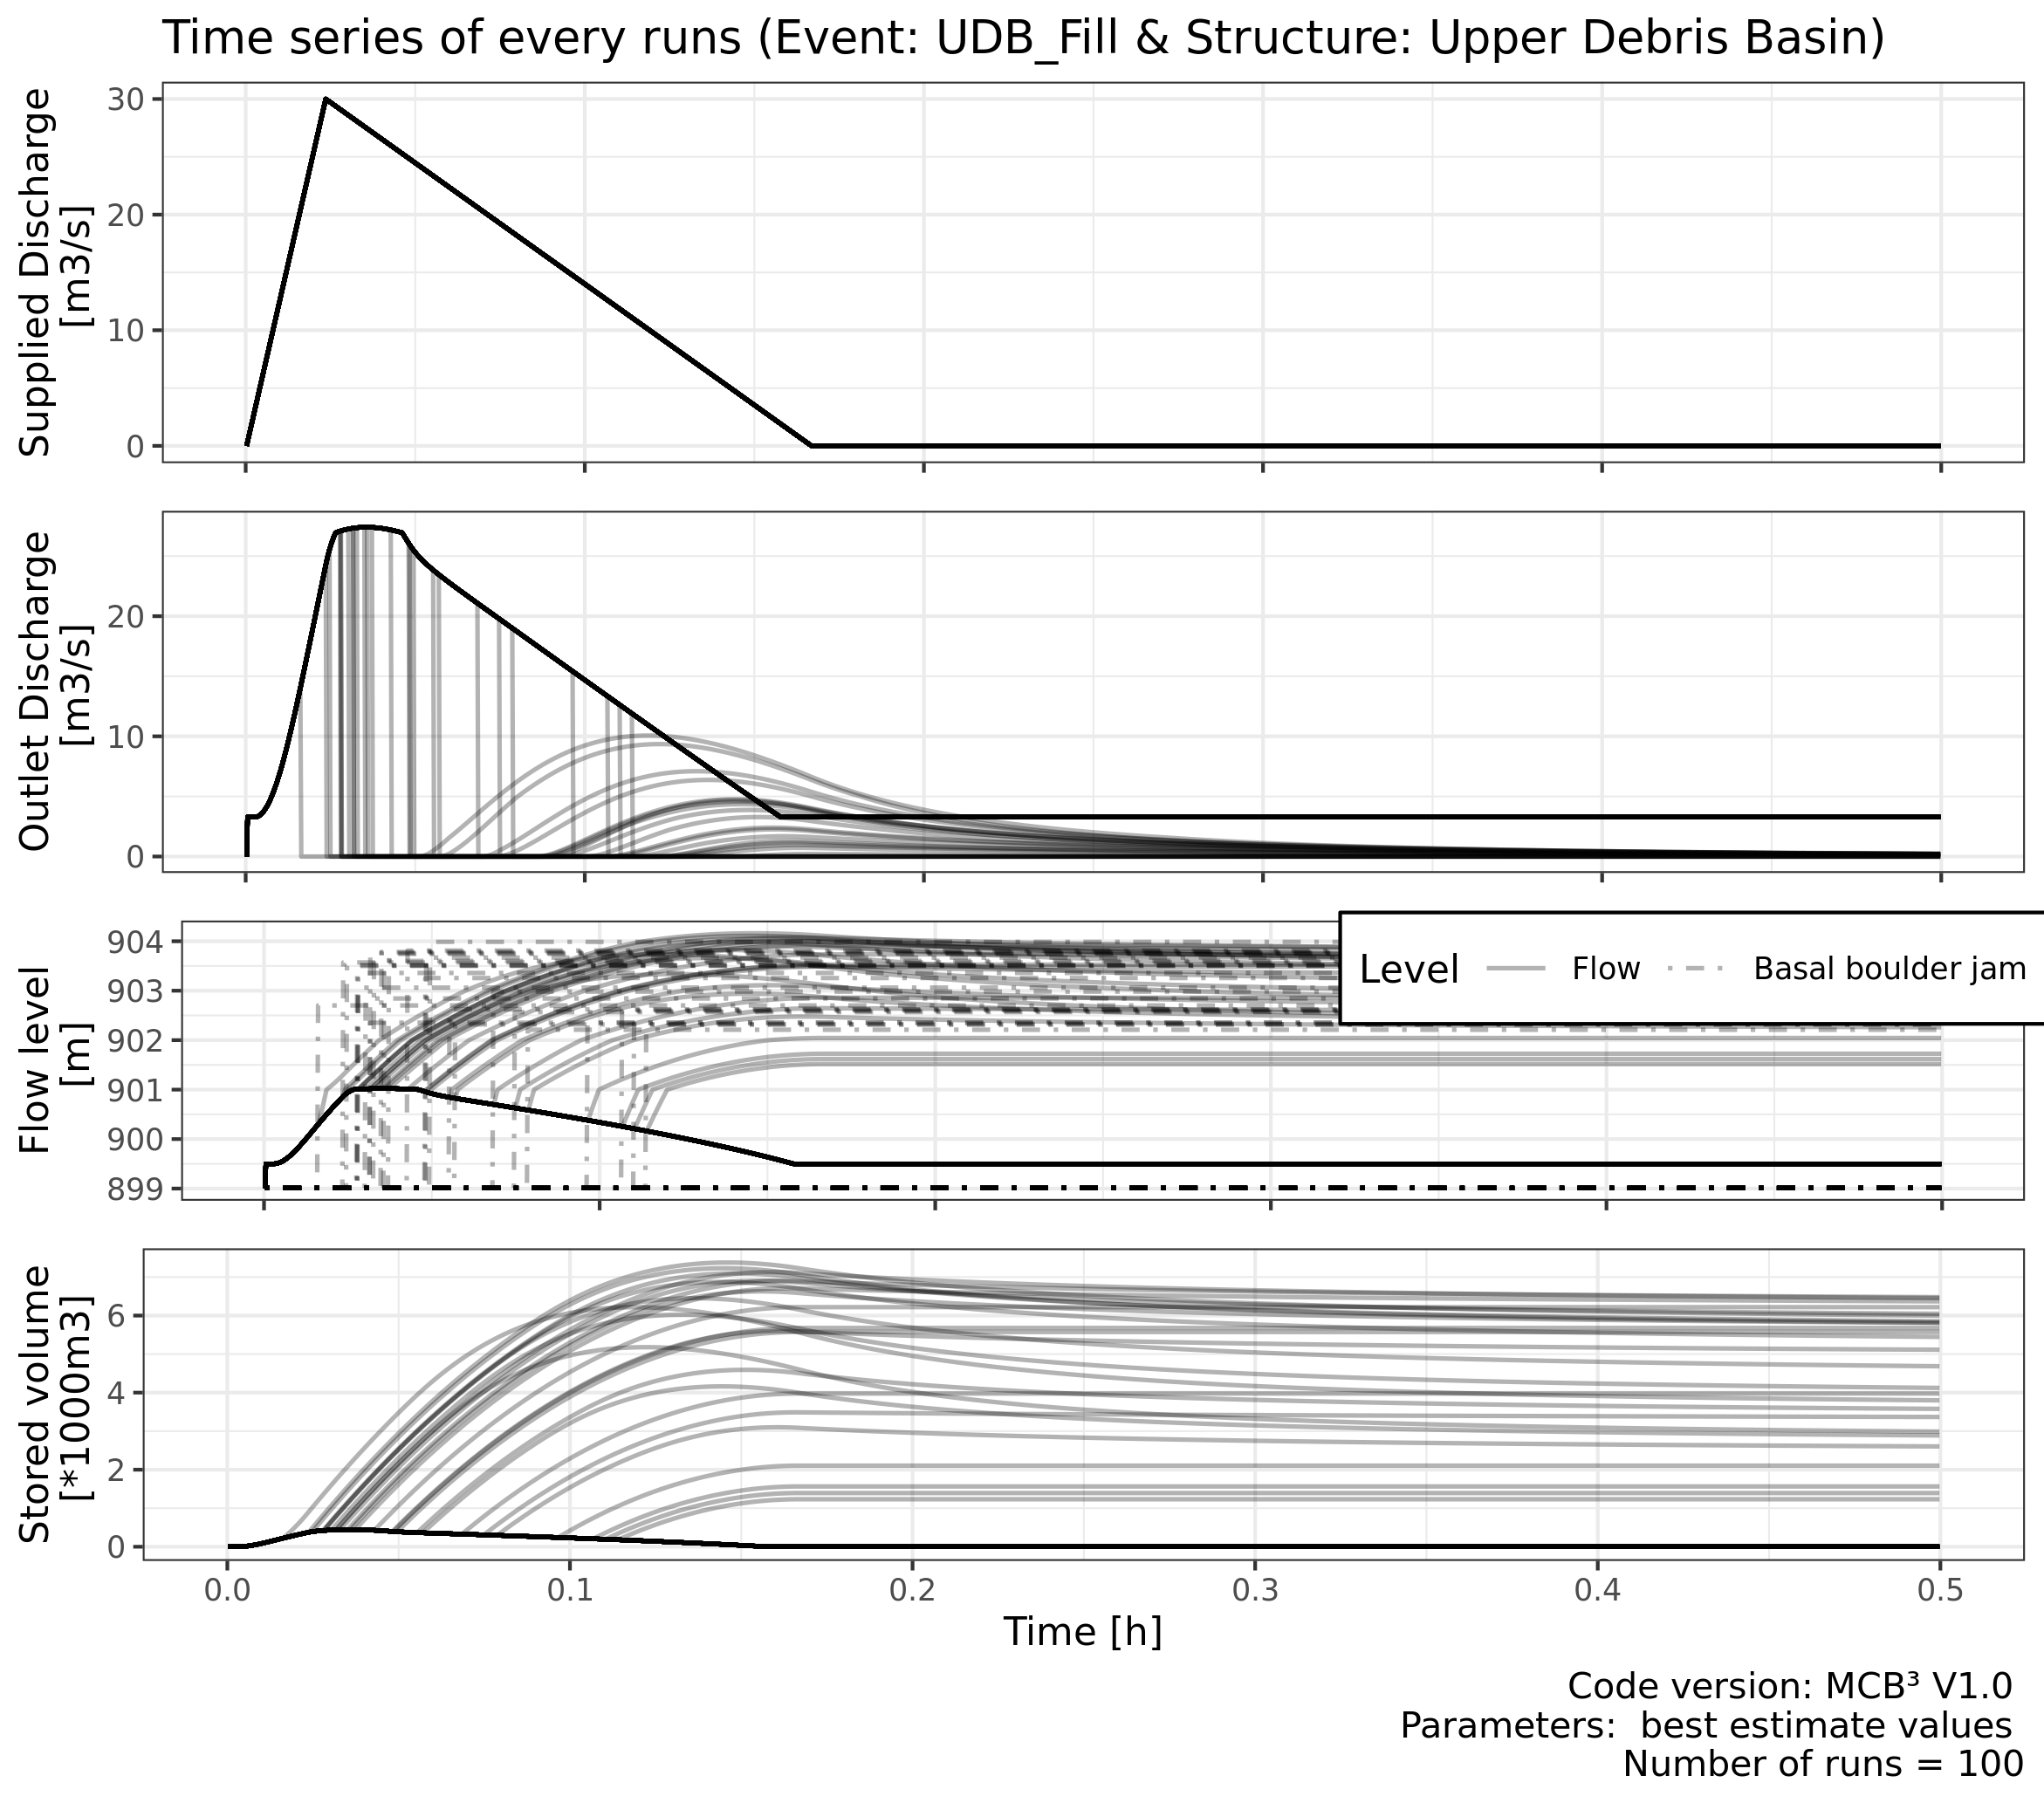 Time series of every runs (Event: UDB_Fill & Structure: Upper Debris Basin)
Supplied Discharge
[m3/s]
30
20
10
0
Outlet Discharge
[m3/s]
20
10
0
Flow level
[m]
904
903
902
901
900
899
Level Flow Basal boulder jam
Stored volume
[*1000m3]
6
4
2
0
0.0 0.1 0.2 0.3 0.4 0.5
Time [h]
Code version: MCB³ V1.0
Parameters:  best estimate values
Number of runs = 100